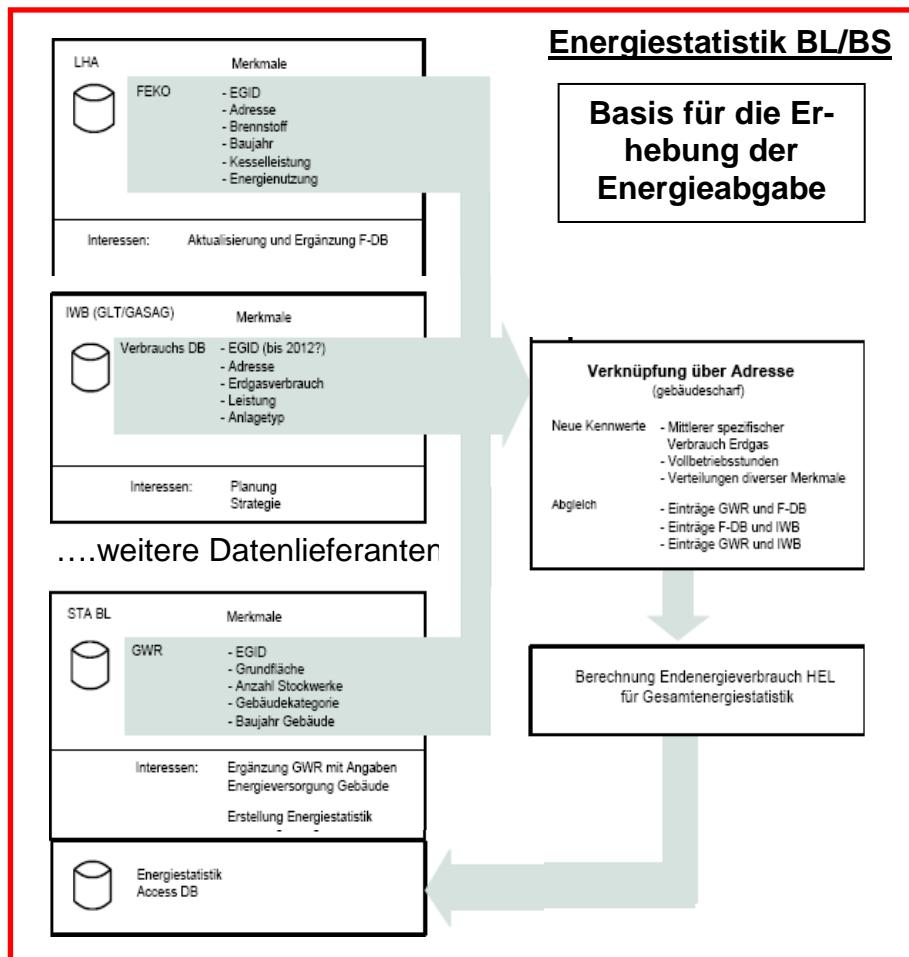 Energiestatistik BL/BS
Basis für die Er-
hebung der
Energieabgabe
LHA
Merkmale
FEKO
- EGID
- Adresse
- Brennstoff
- Baujahr
- Kesselleistung
- Energienutzung
Interessen: Aktualisierung und Ergänzung F-DB
IWB (GLT/GASAG)
Merkmale
Verbrauchs DB
- EGID (bis 2012?)
- Adresse
- Erdgasverbrauch
- Leistung
- Anlagetyp
Interessen: Planung
Strategie
….weitere Datenlieferanten
STA BL
Merkmale
GWR
- EGID
- Grundfläche
- Anzahl Stockwerke
- Gebäudekategorie
- Baujahr Gebäude
Interessen: Ergänzung GWR mit Angaben
Energieversorgung Gebäude
Erstellung Energiestatistik
Energiestatistik
Access DB
Verknüpfung über Adresse
(gebäudescharf)
Neue Kennwerte - Mittlerer spezifischer
Verbrauch Erdgas
- Vollbetriebsstunden
- Verteilungen diverser Merkmale
Abgleich - Einträge GWR und F-DB
- Einträge F-DB und IWB
- Einträge GWR und IWB
Berechnung Endenergieverbrauch HEL
für Gesamtenergiestatistik